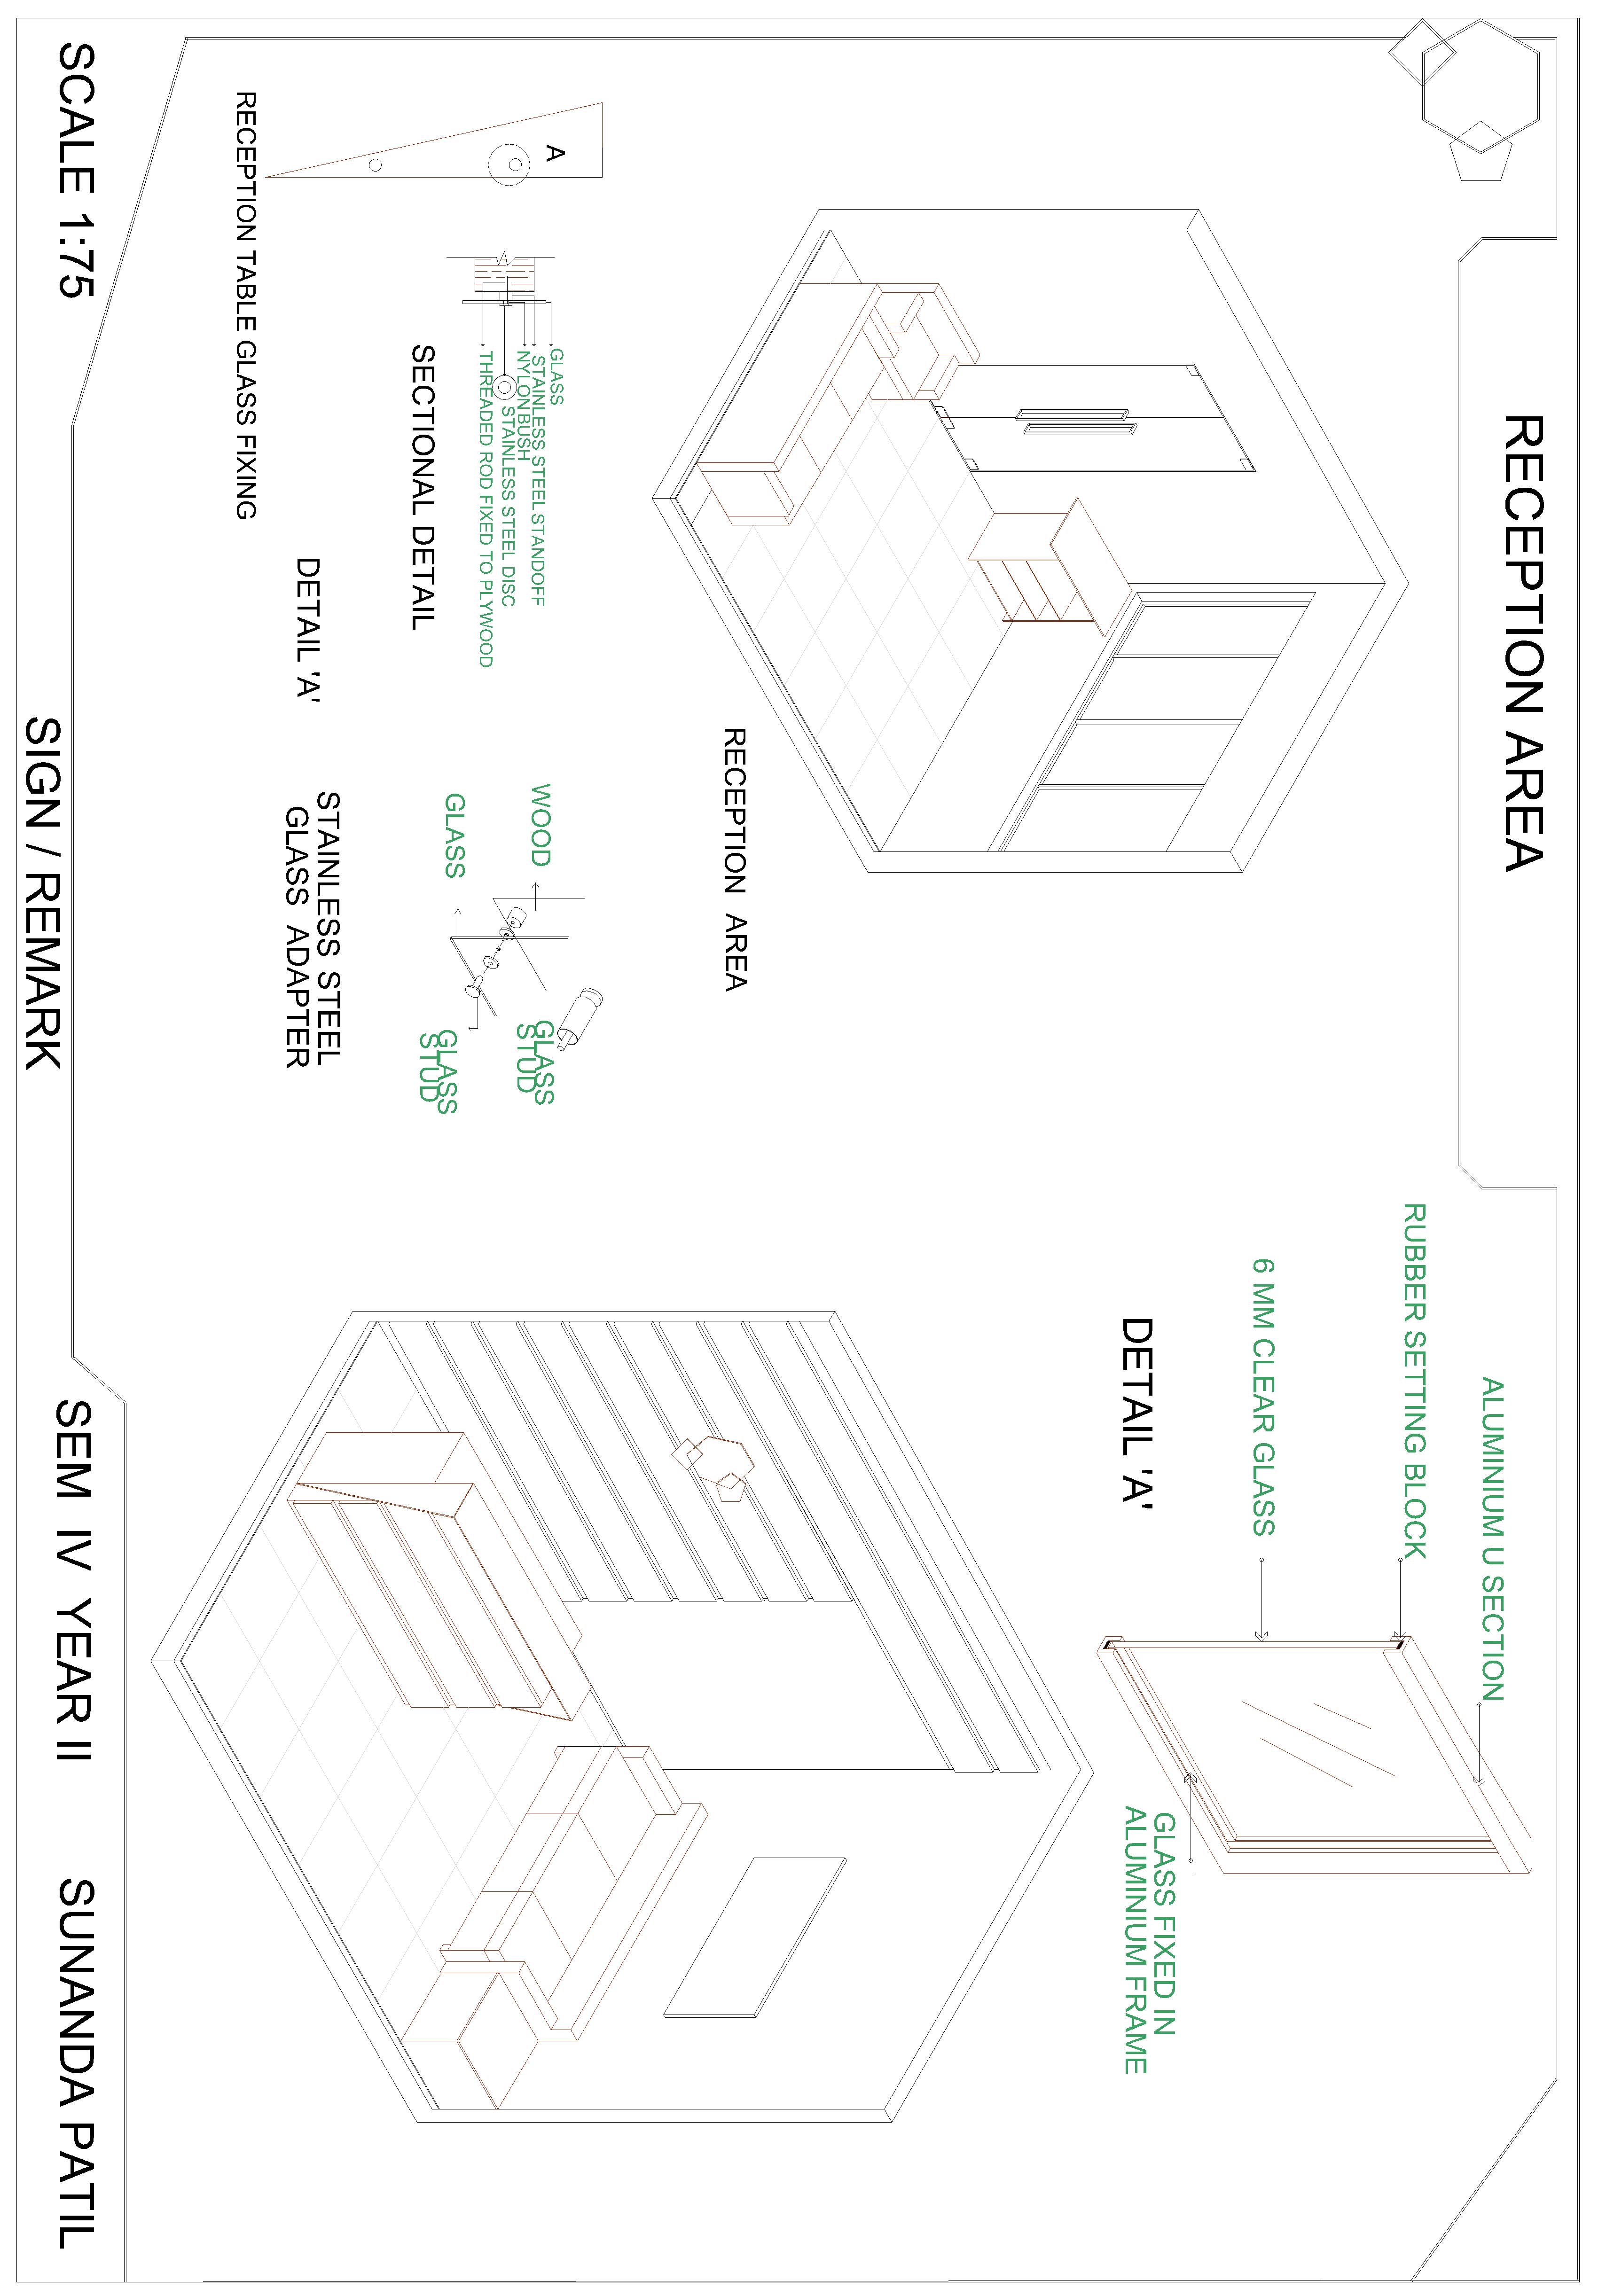 RECEPTION AREA
ALUMINIUM U SECTION
RUBBER SETTING BLOCK
6 MM CLEAR GLASS
GLASS FIXED IN
ALUMINIUM FRAME
DETAIL 'A'
RECEPTION AREA
A
GLASS
STAINLESS STEEL STANDOFF
NYLON BUSH
STAINLESS STEEL DISC
THREADED ROD FIXED TO PLYWOOD
SECTIONAL DETAIL
WOOD
GLASS
STUD
GLASS
GLASS
STUD
DETAIL 'A'
STAINLESS STEEL
GLASS ADAPTER
RECEPTION TABLE GLASS FIXING
SCALE 1:75
SIGN / REMARK
SEM IV YEAR II
SUNANDA PATIL